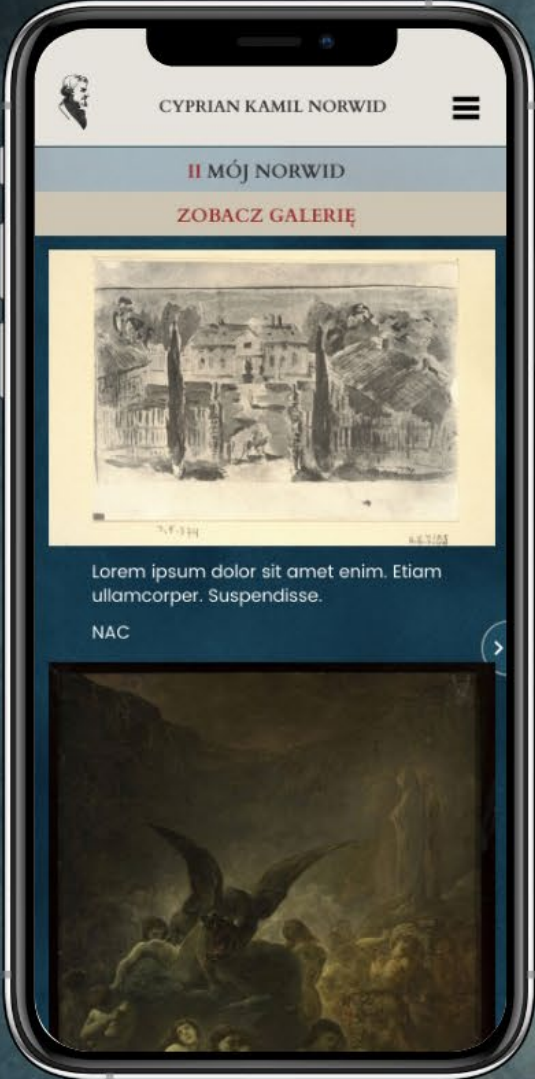 CYPRIAN KAMIL NORWID
II MÓJ NORWID
ZOBACZ GALERIĘ
Lorem ipsum dolor sit amet enim. Etiam
ullamcorper. Suspendisse.
NAC